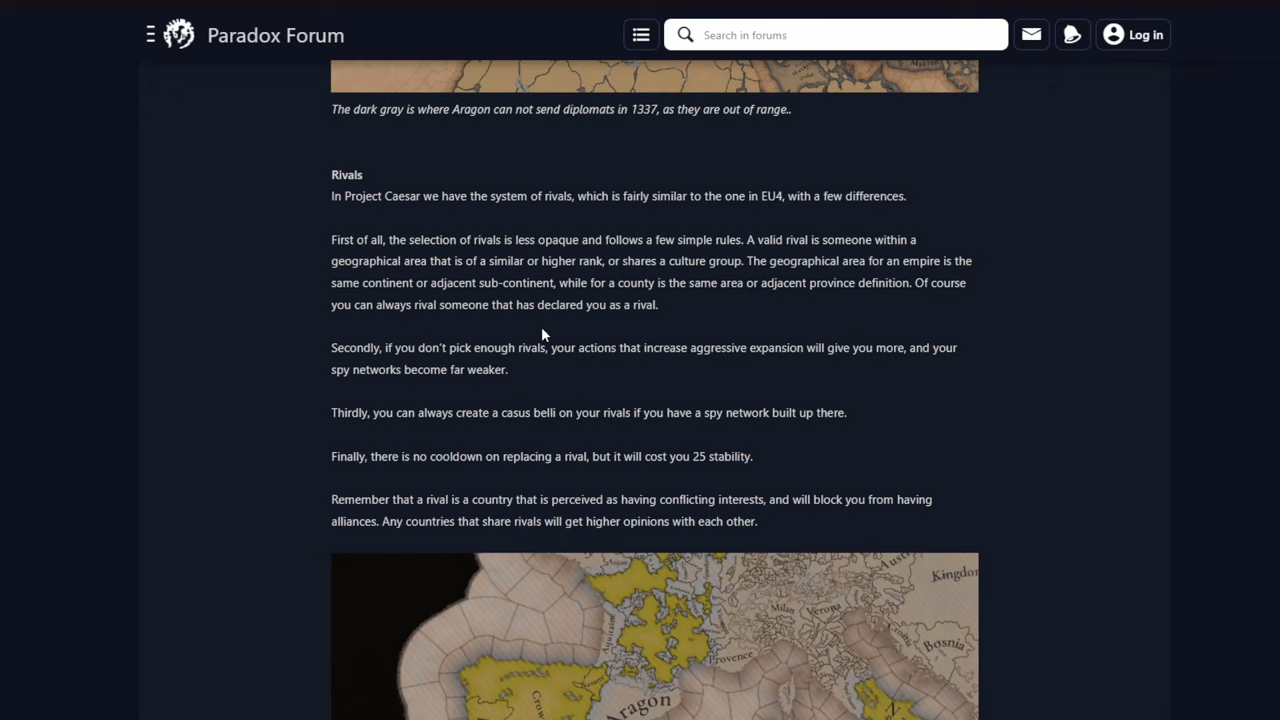 Paradox Forum
Search in forums
Log in
The dark gray is where Aragon can not send diplomats in 1337, as they are out of range..
Rivals
In Project Caesar we have the system of rivals, which is fairly similar to the one in EU4, with a few differences.
First of all, the selection of rivals is less opaque and follows a few simple rules. A valid rival is someone within a
geographical area that is of a similar or higher rank, or shares a culture group. The geographical area for an empire is the
same continent or adjacent sub-continent, while for a county is the same area or adjacent province definition. Of course
you can always rival someone that has declared you as a rival.
Secondly, if you don't pick enough rivals, your actions that increase aggressive expansion will give you more, and your
spy networks become far weaker.
Thirdly, you can always create a casus belli on your rivals if you have a spy network built up there.
Finally, there is no cooldown on replacing a rival, but it will cost you 25 stability.
Remember that a rival is a country that is perceived as having conflicting interests, and will block you from having
alliances. Any countries that share rivals will get higher opinions with each other.
Anjou
Kingdom
Milan
Verona
Croatia
Bosnia
Aquitaine
Provence
Navarra
Aragon
Crow
N